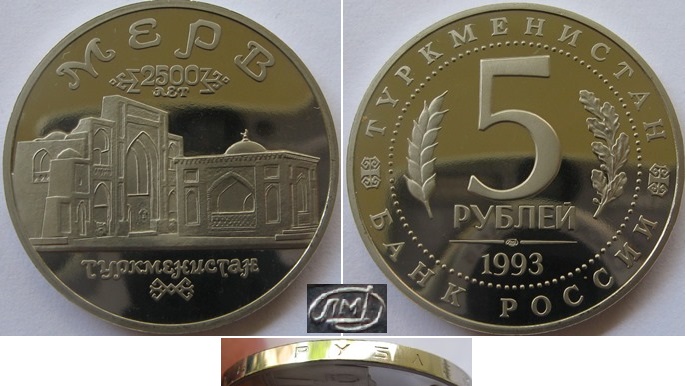 МЕРВ
2500
ЛЕТ
ТУРКМЕНИСТАН
ТУРКМЕНИСТАН
5
РУБЛЕЙ
1993
БАНК РОССИИ
ЛМД
РУБЛ